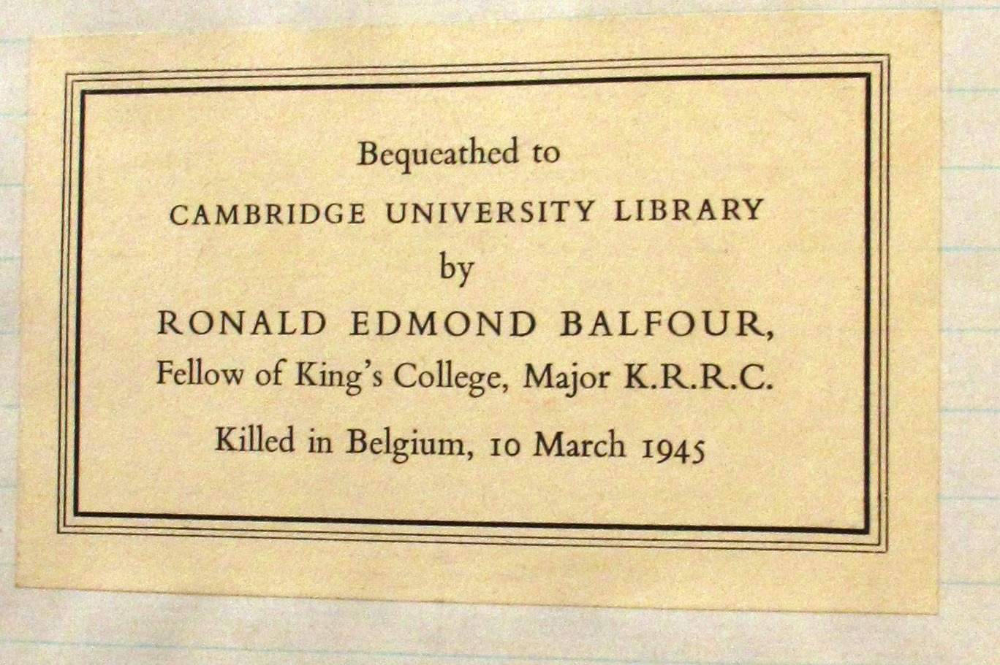 Bequeathed to
CAMBRIDGE UNIVERSITY LIBRARY
by
RONALD EDMOND BALFOUR,
Fellow of King's College, Major K.R.R.C.
Killed in Belgium, 10 March 1945